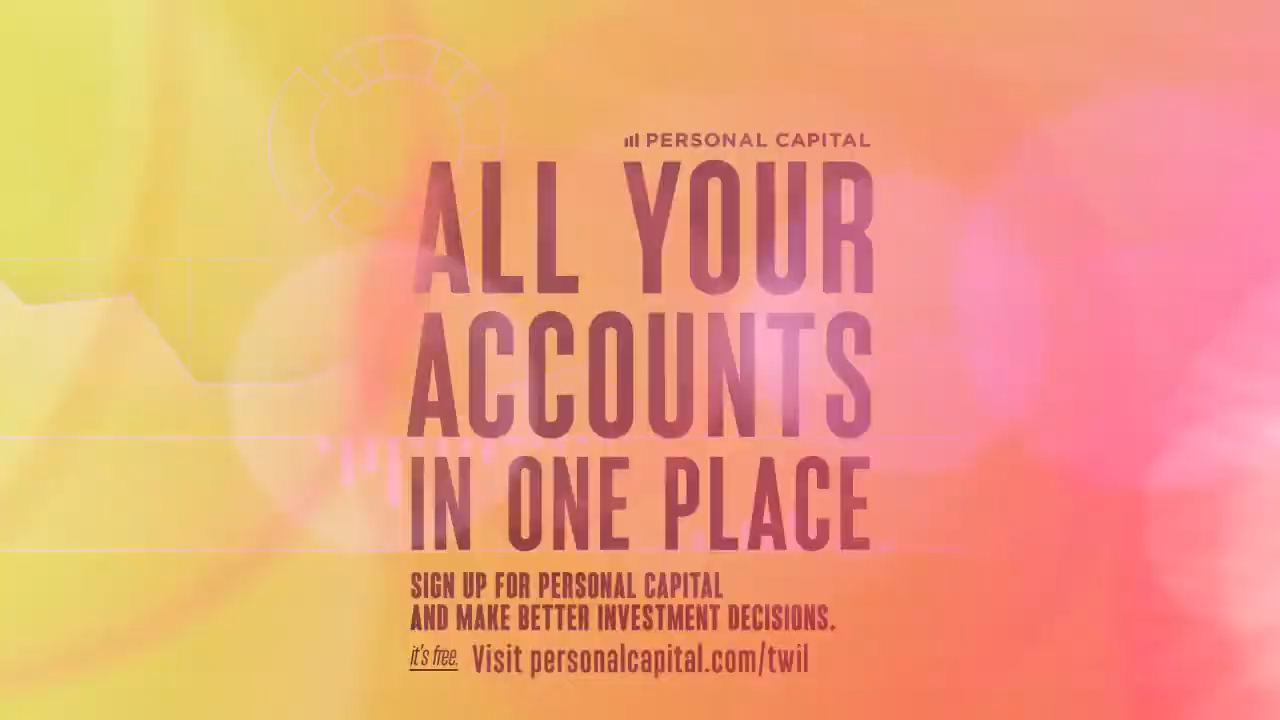 PERSONAL CAPITAL
ALL YOUR
ACCOUNTS
IN ONE PLACE
SIGN UP FOR PERSONAL CAPITAL
AND MAKE BETTER INVESTMENT DECISIONS.
it's free. Visit personalcapital.com/twil